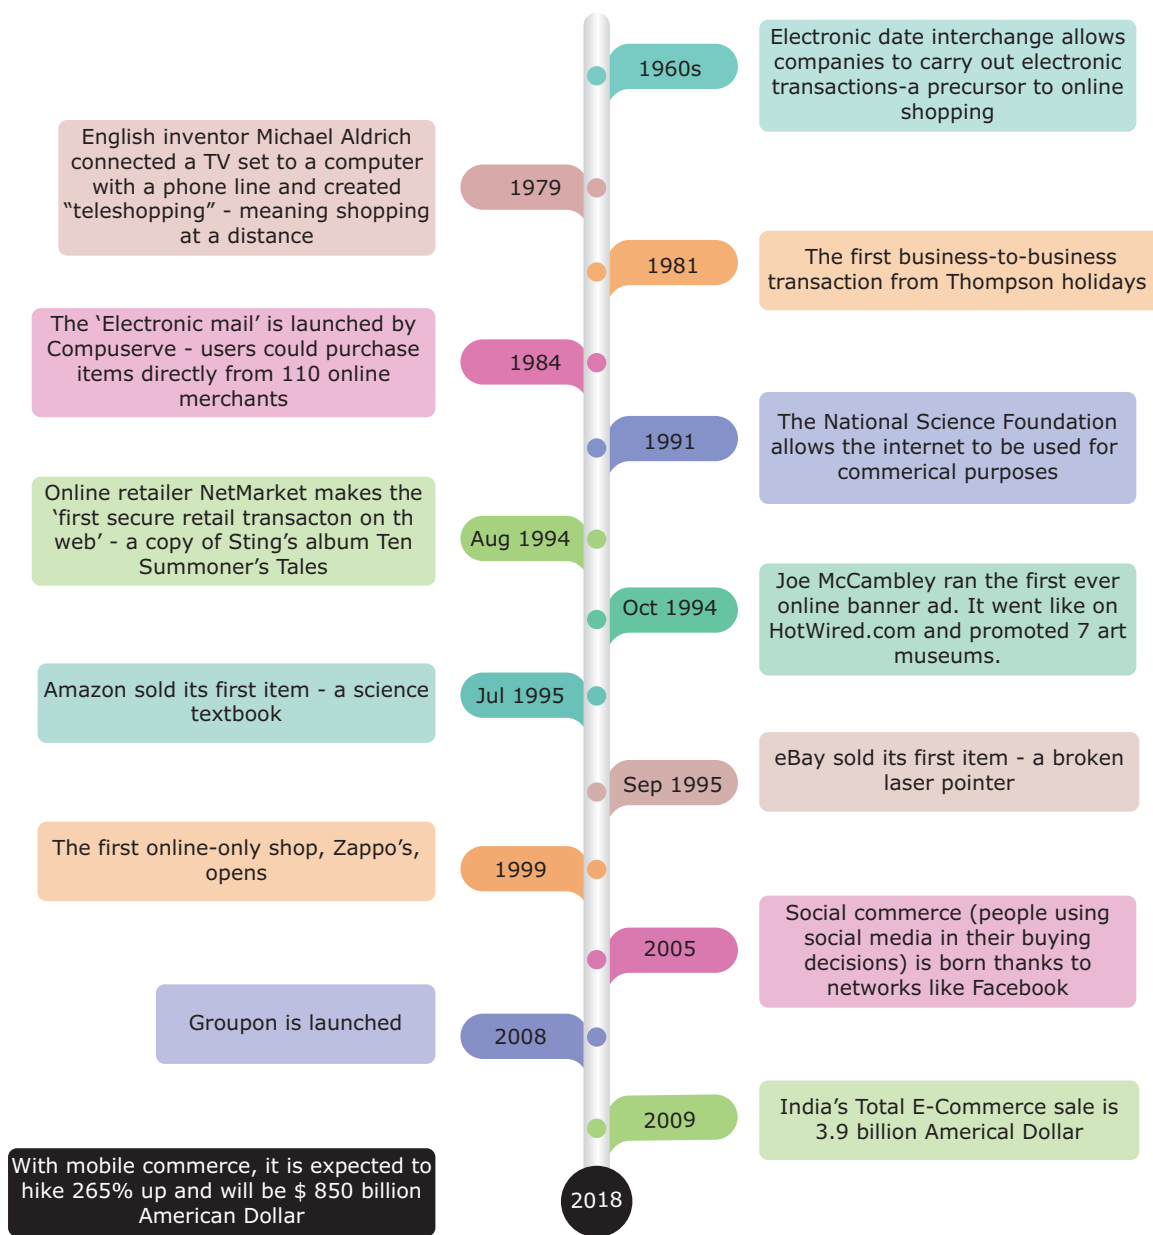 1960s
Electronic date interchange allows
companies to carry out electronic
transactions-a precursor to online
shopping
English inventor Michael Aldrich
connected a TV set to a computer
with a phone line and created
“teleshopping” - meaning shopping
at a distance
1979
1981
The first business-to-business
transaction from Thompson holidays
The ‘Electronic mail’ is launched by
Compuserve - users could purchase
items directly from 110 online
merchants
1984
1991
The National Science Foundation
allows the internet to be used for
commerical purposes
Online retailer NetMarket makes the
‘first secure retail transacton on th
web’ - a copy of Sting’s album Ten
Summoner’s Tales
Aug 1994
Oct 1994
Joe McCambley ran the first ever
online banner ad. It went like on
HotWired.com and promoted 7 art
museums.
Amazon sold its first item - a science
textbook
Jul 1995
Sep 1995
eBay sold its first item - a broken
laser pointer
The first online-only shop, Zappo’s,
opens
1999
2005
Social commerce (people using
social media in their buying
decisions) is born thanks to
networks like Facebook
Groupon is launched
2008
2009
India’s Total E-Commerce sale is
3.9 billion Americal Dollar
With mobile commerce, it is expected to
hike 265% up and will be $ 850 billion
American Dollar
2018